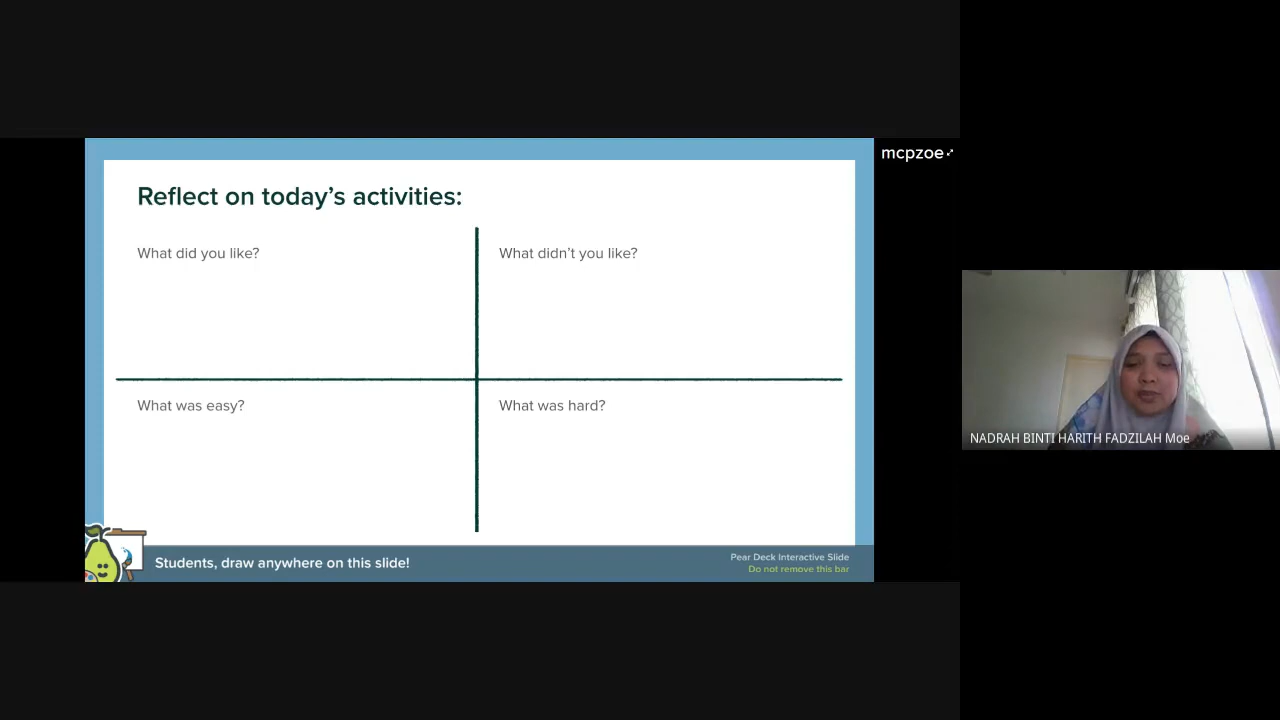 mcpzoe
Reflect on today’s activities:
What did you like?
What didn’t you like?
What was easy?
What was hard?
Students, draw anywhere on this slide!
Pear Deck Interactive Slide
Do not remove this bar
NADRAH BINTI HARITH FADZILAH Moe